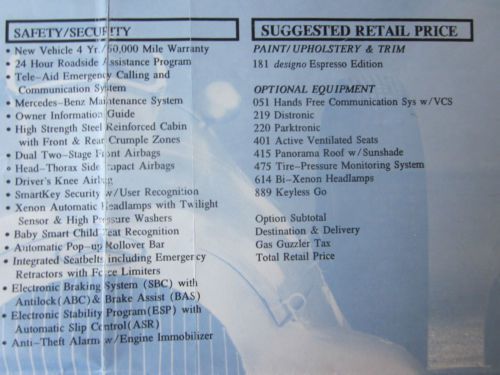 SAFETY/SECURITY
• New Vehicle 4 Yr./50,000 Mile Warranty
• 24 Hour Roadside Assistance Program
• Tele-Aid Emergency Calling and
Communication System
• Mercedes-Benz Maintenance System
• Owner Information Guide
• High Strength Steel Reinforced Cabin
with Front & Rear Crumple Zones
• Dual Two-Stage Front Airbags
• Head-Thorax Side Impact Airbags
• Driver's Knee Airbag
• SmartKey Security w/User Recognition
• Xenon Automatic Headlamps with Twilight
Sensor & High Pressure Washers
• Baby Smart Child Seat Recognition
• Automatic Pop-up Rollover Bar
• Integrated Seatbelts including Emergency
Retractors with Force Limiters
• Electronic Braking System (SBC) with
Antilock(ABC) & Brake Assist (BAS)
• Electronic Stability Program(ESP) with
Automatic Slip Control(ASR)
• Anti-Theft Alarm w/Engine Immobilizer
SUGGESTED RETAIL PRICE
PAINT/UPHOLSTERY & TRIM
181 designo Espresso Edition
OPTIONAL EQUIPMENT
051 Hands Free Communication Sys w/VCS
219 Distronic
220 Parktronic
401 Active Ventilated Seats
415 Panorama Roof w/Sunshade
475 Tire-Pressure Monitoring System
614 Bi-Xenon Headlamps
889 Keyless Go
Option Subtotal
Destination & Delivery
Gas Guzzler Tax
Total Retail Price